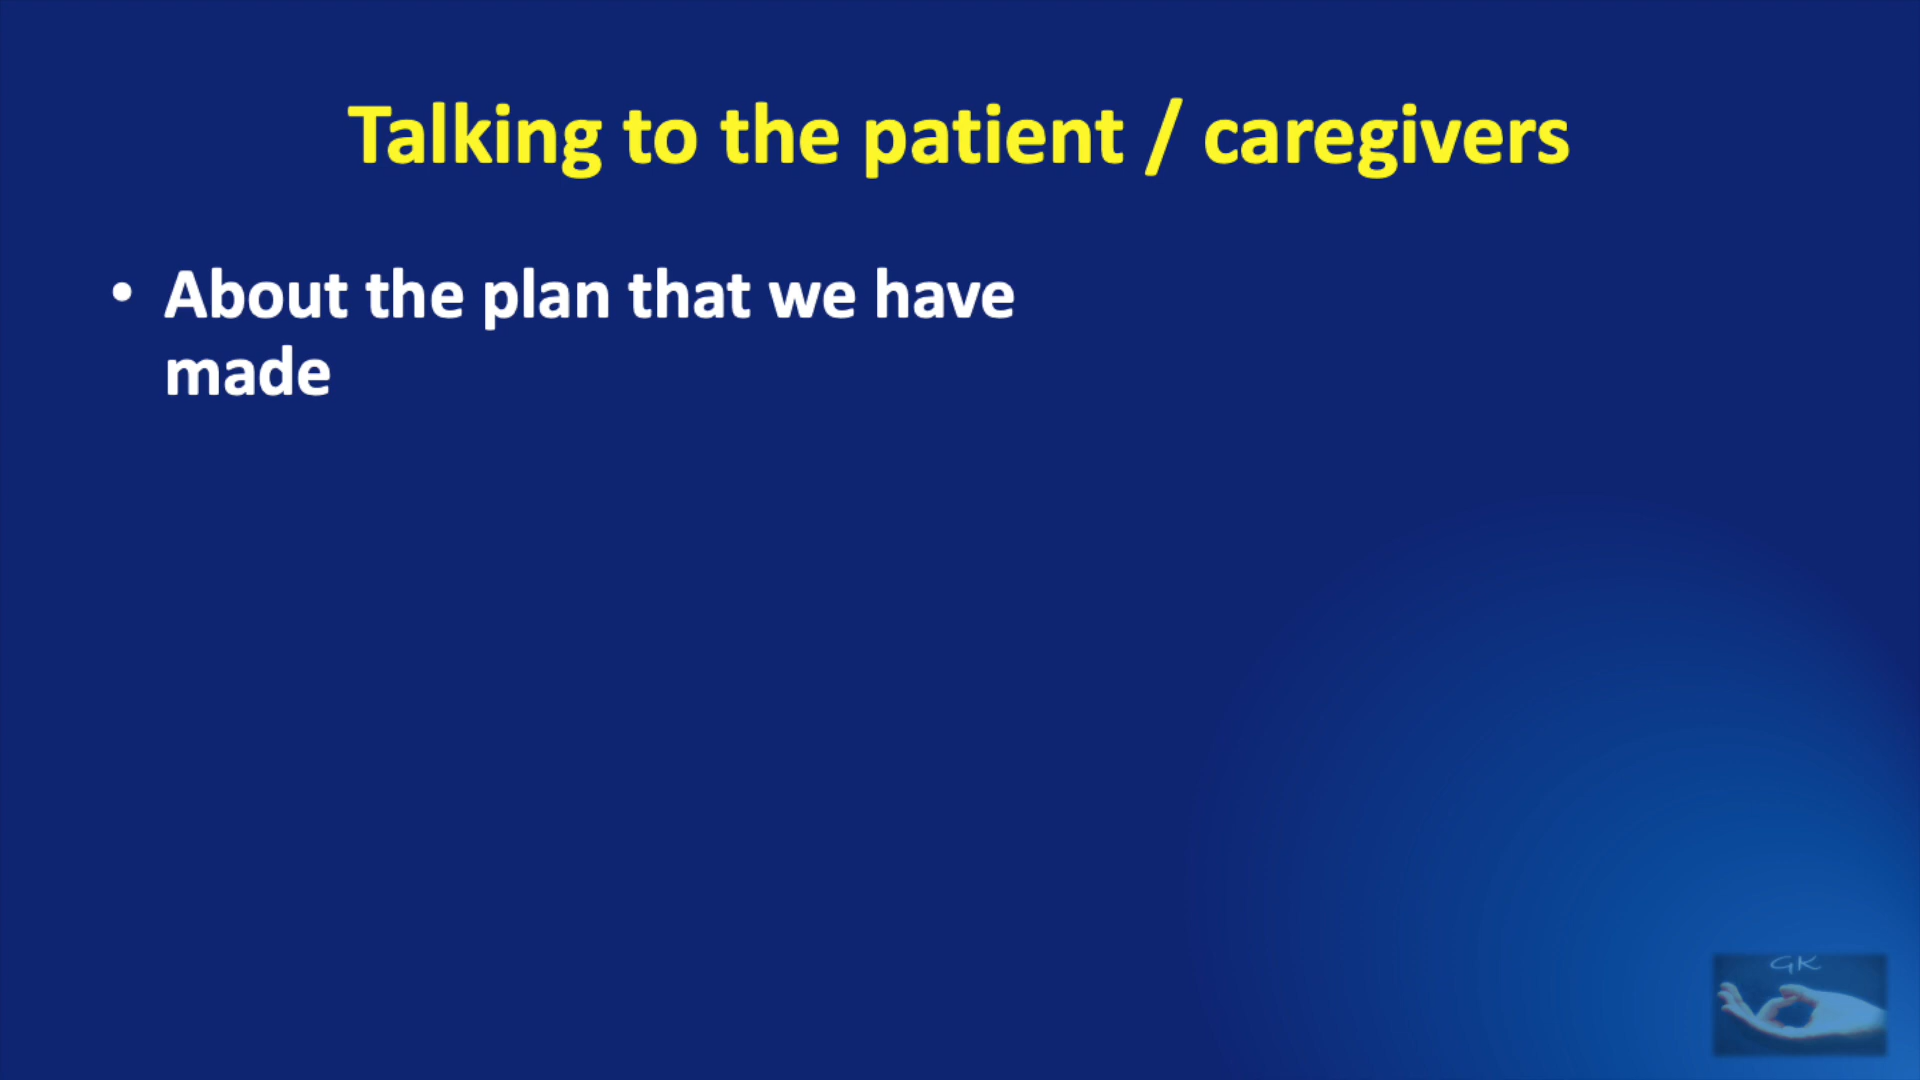 Talking to the patient / caregivers
• About the plan that we have
made
GK